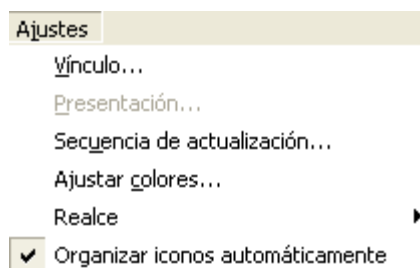 Ajustes
Vínculo...
Presentación...
Secuencia de actualización...
Ajustar colores...
Realce
Organizar iconos automáticamente